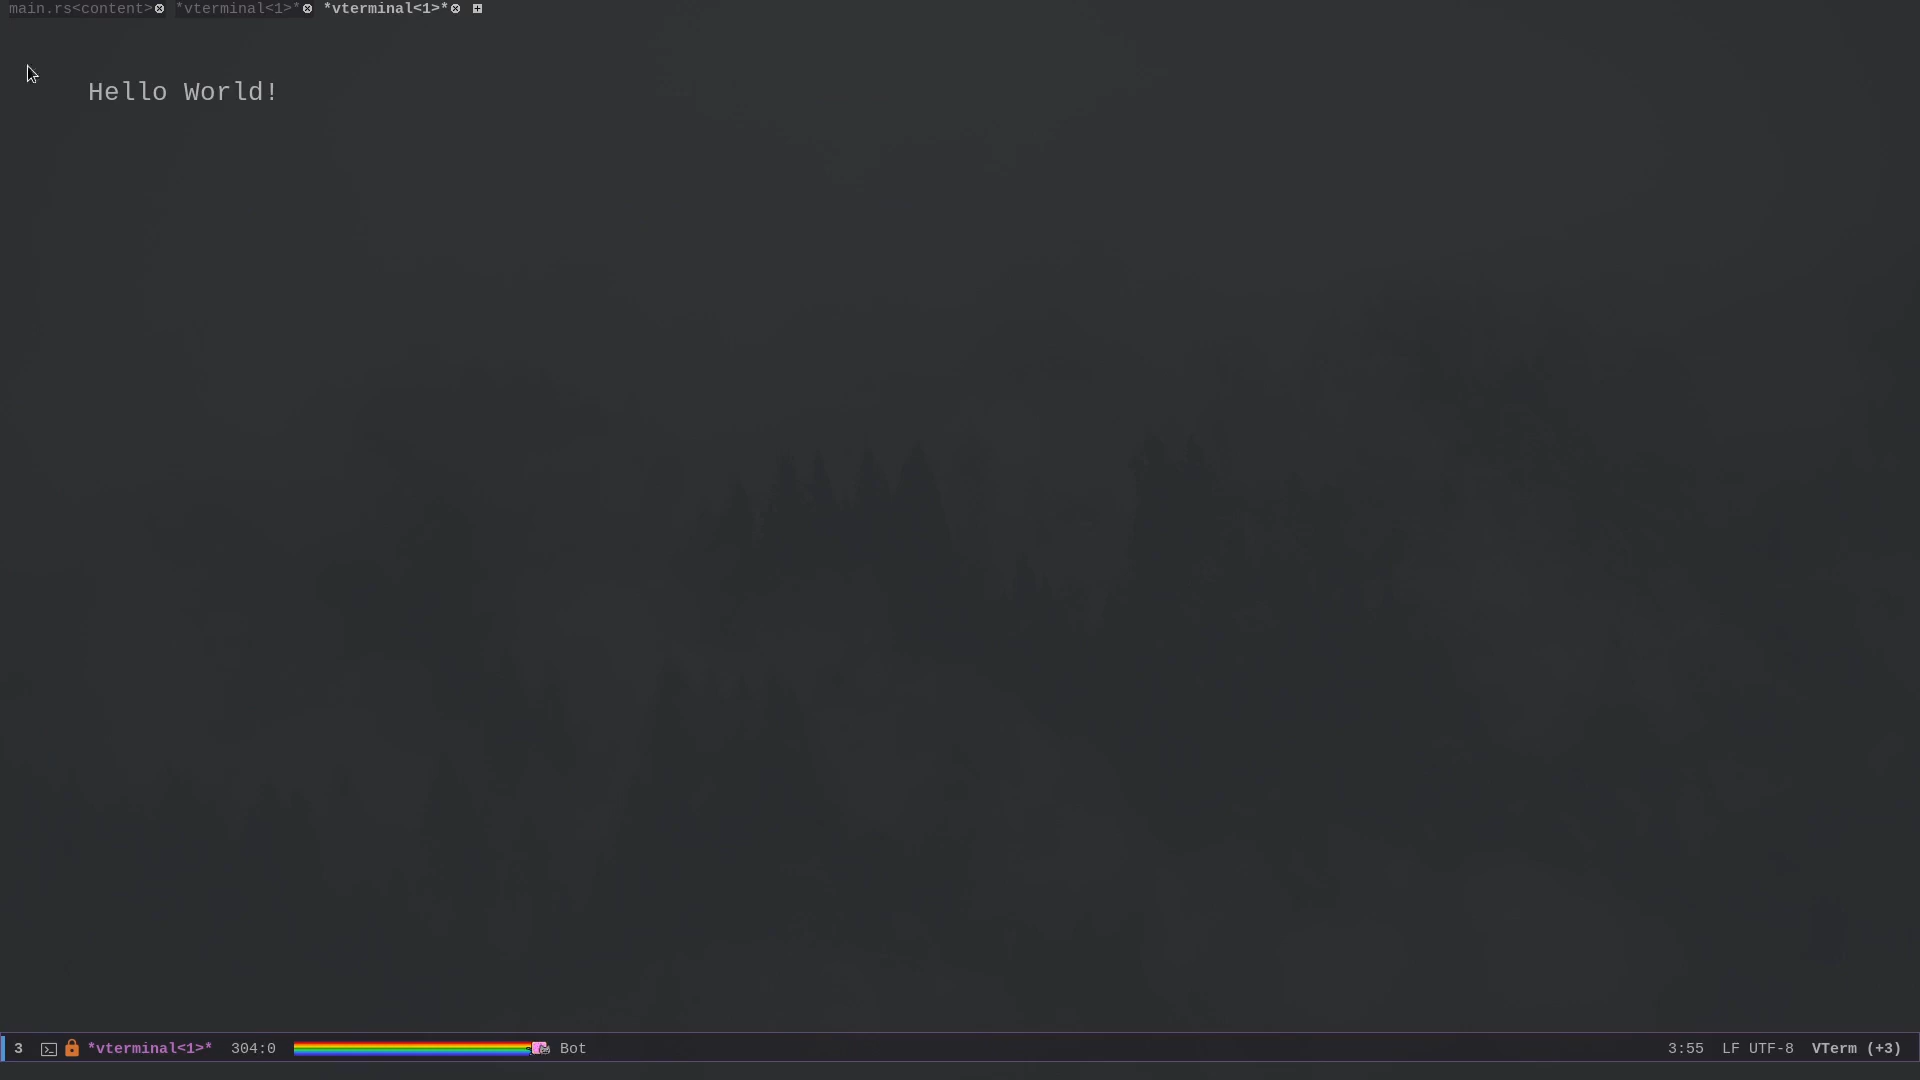 main.rs<content> *vterminal<1>* *vterminal<1>*
Hello World!
3 *vterminal<1>* 304:0 Bot 3:55 LF UTF-8 VTerm (+3)